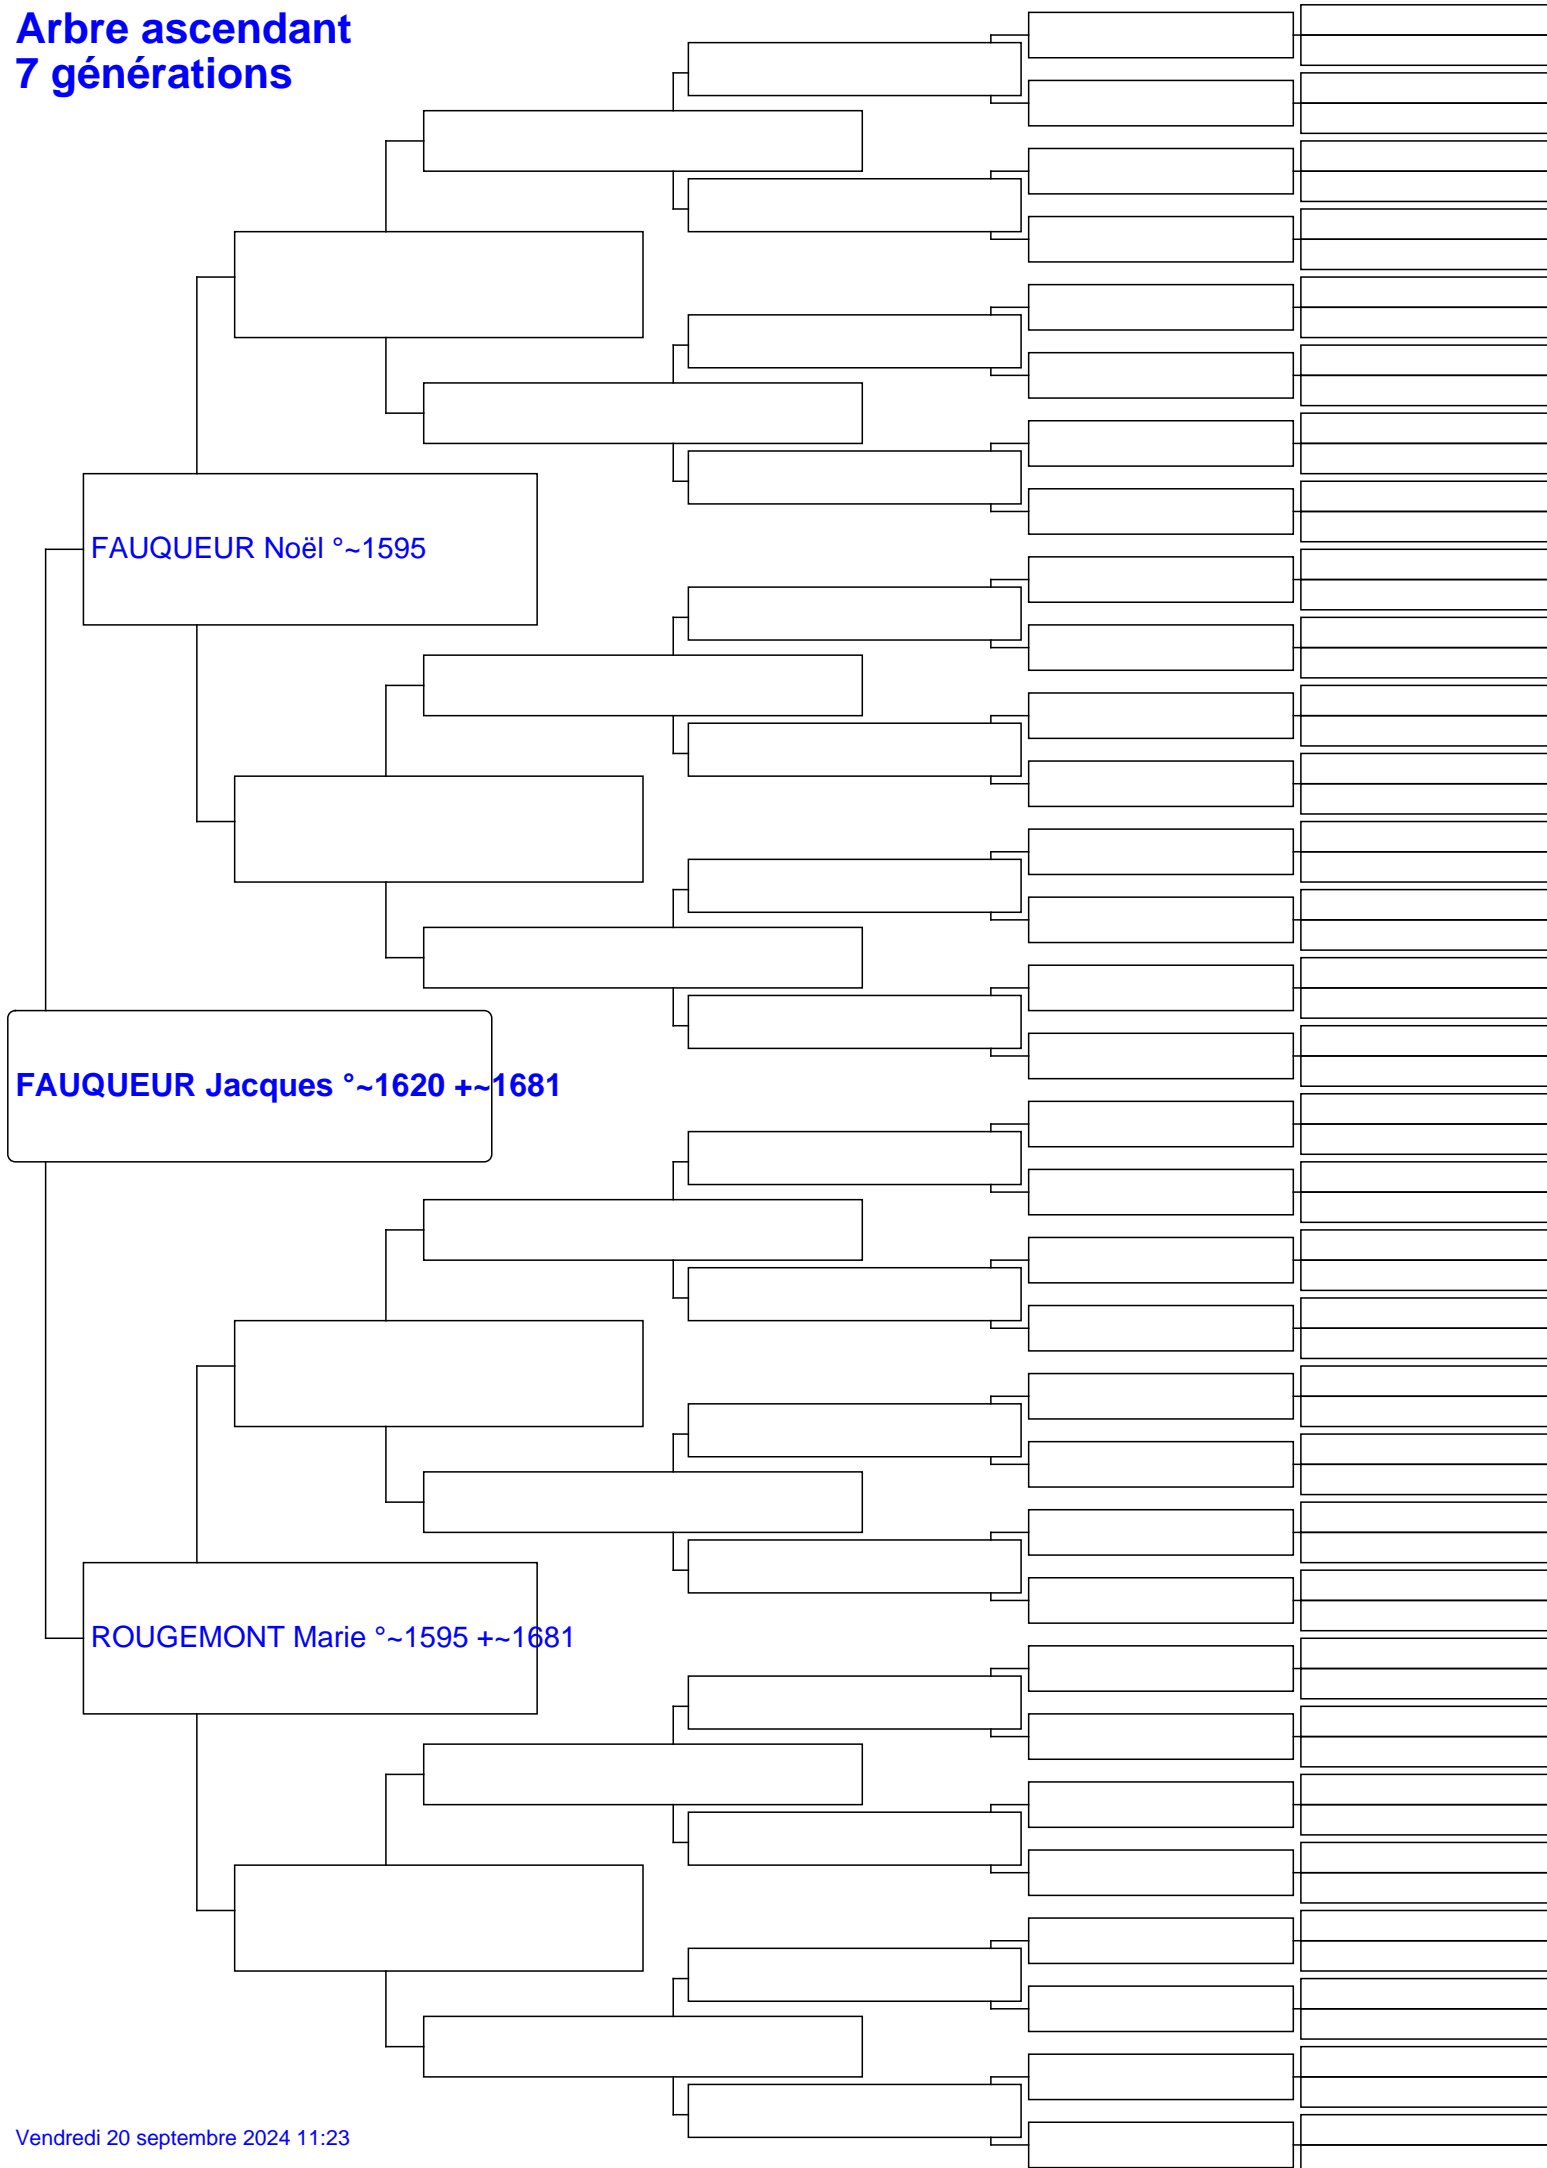 Arbre ascendant
7 générations
FAUQUEUR Noël °~1595
FAUQUEUR Jacques °~1620 +~1681
ROUGEMONT Marie °~1595 +~1681
Vendredi 20 septembre 2024 11:23